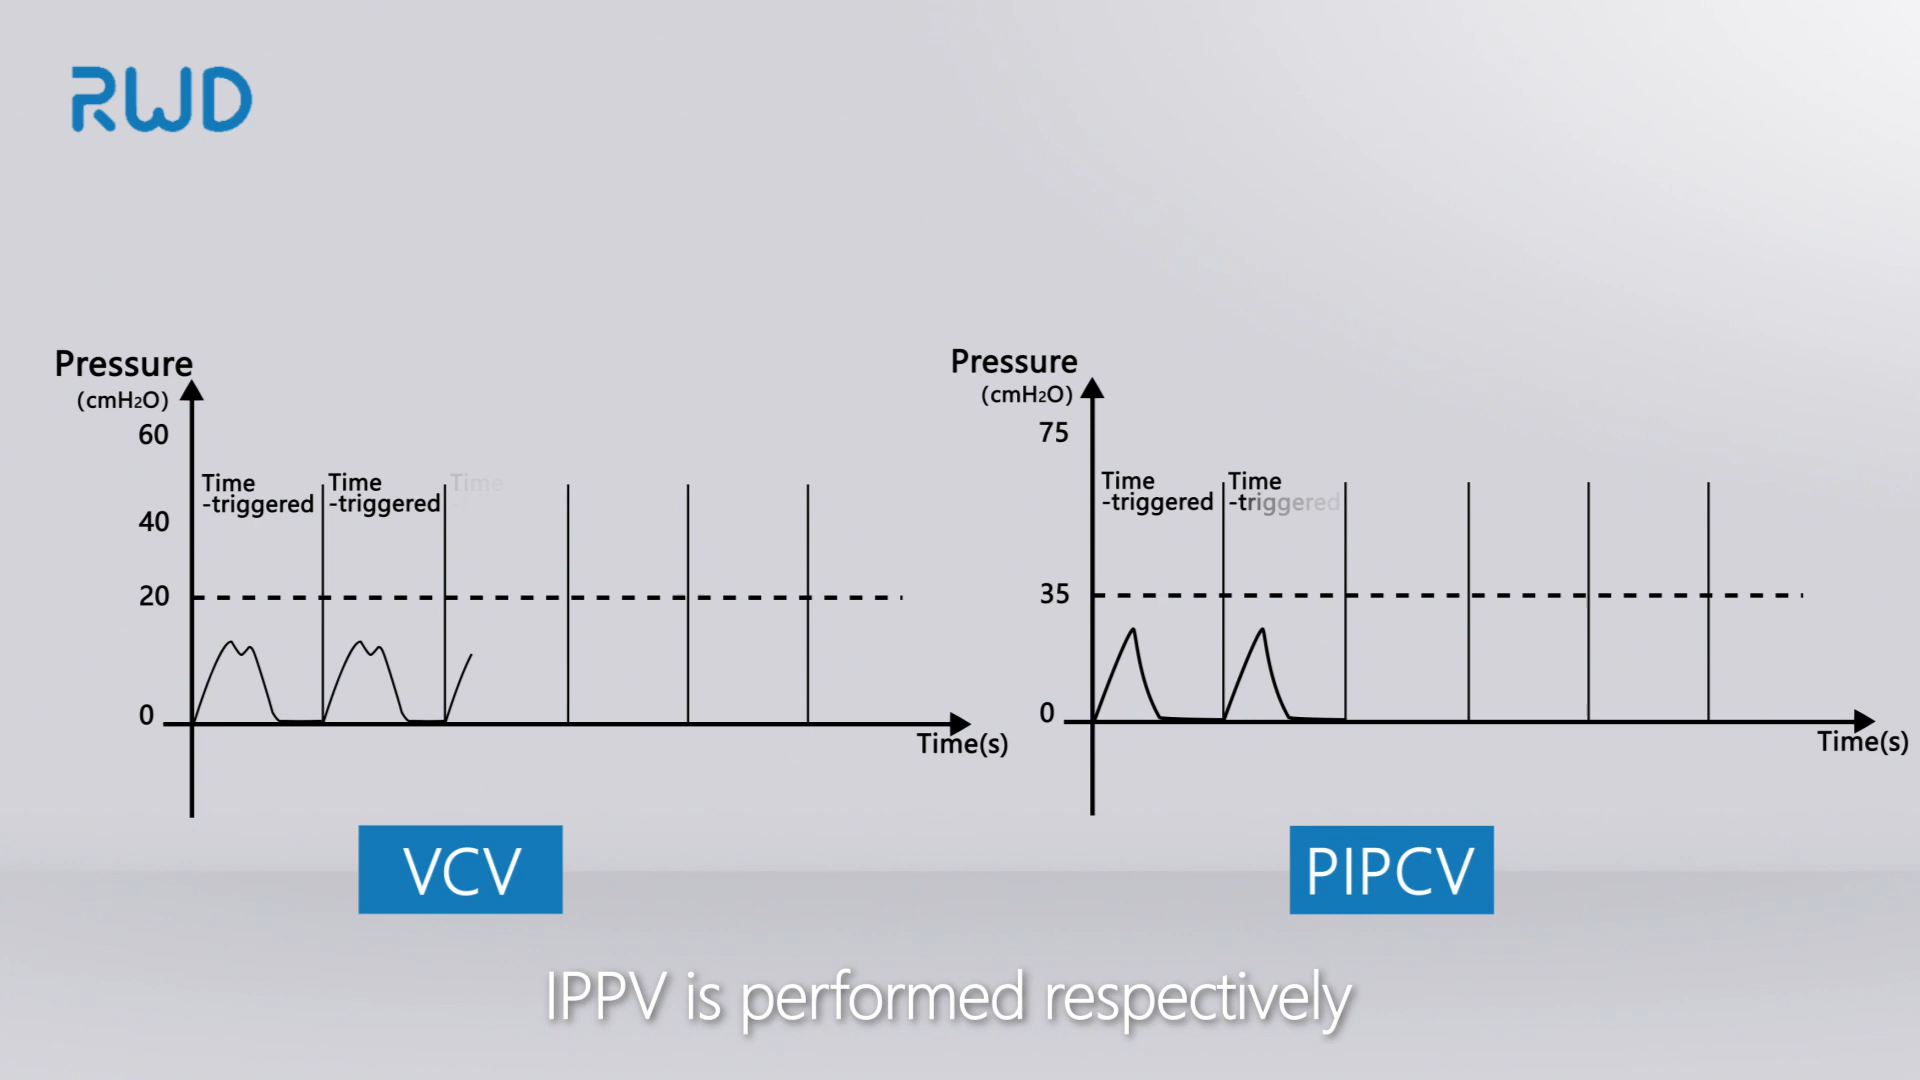 RWD
Pressure
(cmH2O)
60
40
20
0
Time
-triggered
Time
-triggered
Time
Time(s)
VCV
Pressure
(cmH2O)
75
35
0
Time
-triggered
Time
-triggered
Time(s)
PIPCV
IPPV is performed respectively